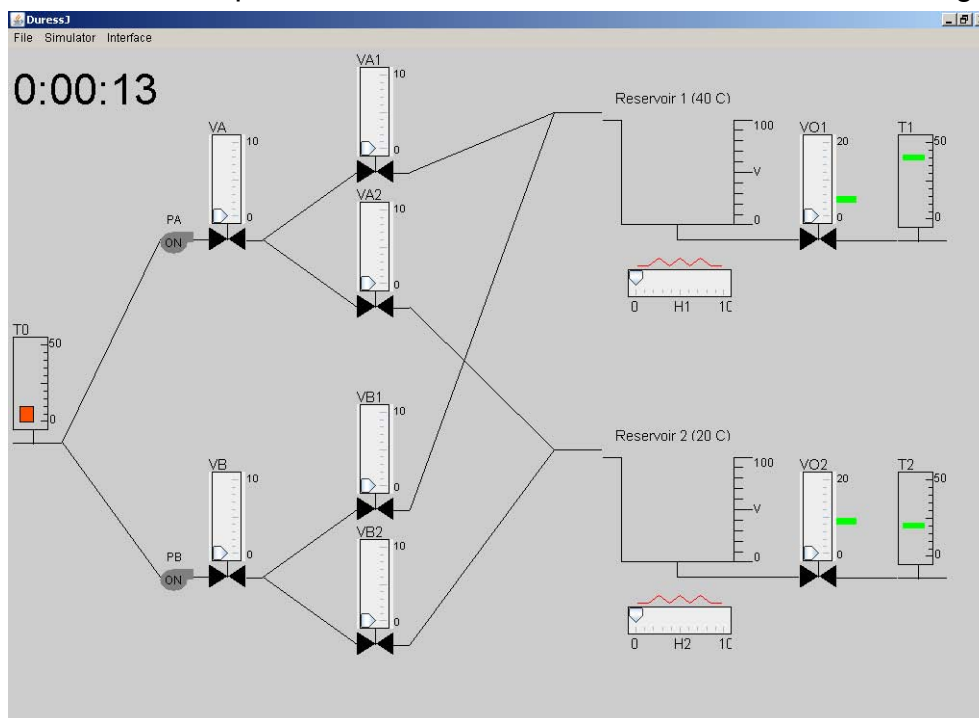 DuressJ
File Simulator Interface
0:00:13
VA1
10
0
VA
10
0
VA2
10
0
PA
ON
Reservoir 1 (40 C)
100
V
0
VO1
20
0
T1
50
0
0 H1 10
T0
50
0
VB1
10
0
VB
10
0
VB2
10
0
PB
ON
Reservoir 2 (20 C)
100
V
0
VO2
20
0
T2
50
0
0 H2 10